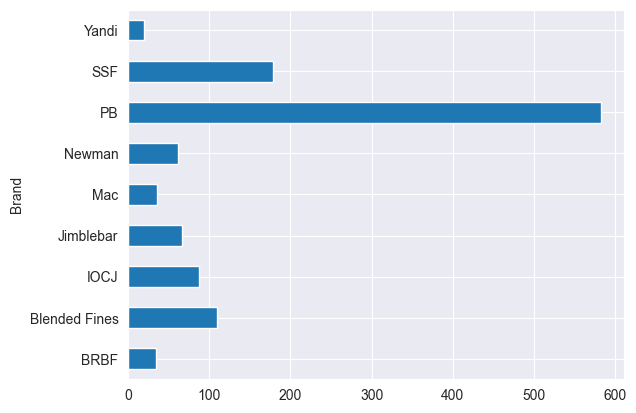 Yandi
SSF
PB
Newman
Mac
Jimblebar
IOCJ
Blended Fines
BRBF
Brand
0 100 200 300 400 500 600